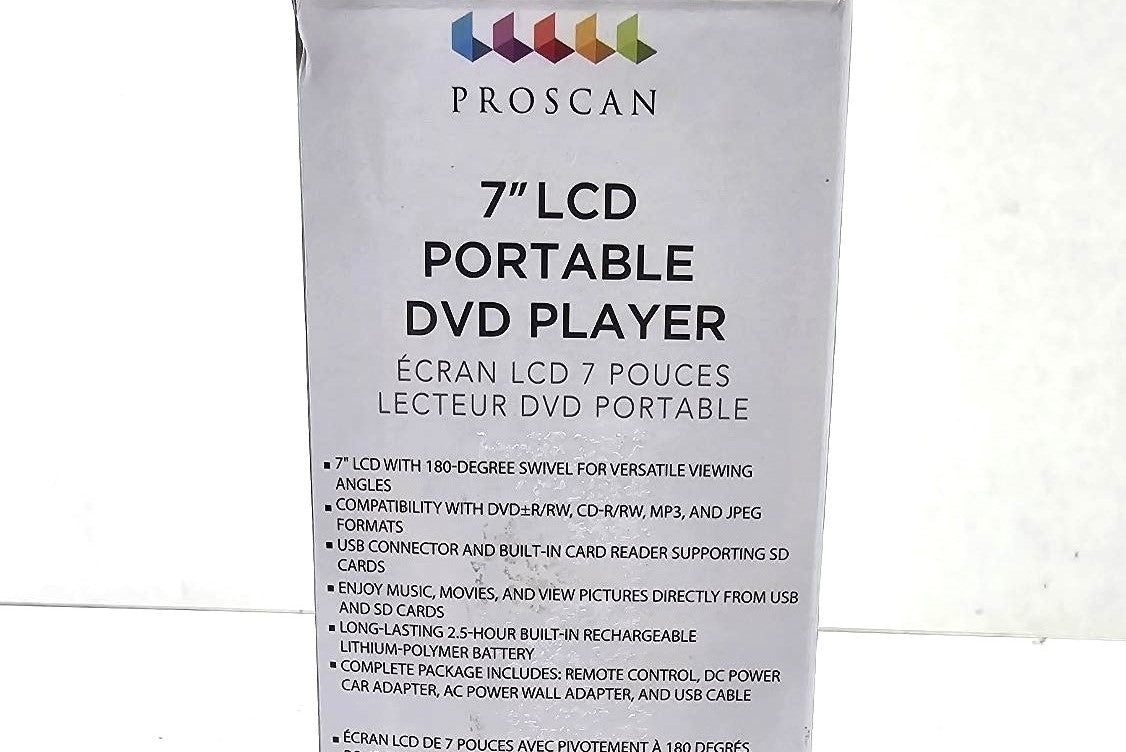 PROSCAN
7" LCD
PORTABLE
DVD PLAYER
ÉCRAN LCD 7 POUCES
LECTEUR DVD PORTABLE
▪ 7" LCD WITH 180-DEGREE SWIVEL FOR VERSATILE VIEWING
ANGLES
▪ COMPATIBILITY WITH DVD±R/RW, CD-R/RW, MP3, AND JPEG
FORMATS
▪ USB CONNECTOR AND BUILT-IN CARD READER SUPPORTING SD
CARDS
▪ ENJOY MUSIC, MOVIES, AND VIEW PICTURES DIRECTLY FROM USB
AND SD CARDS
▪ LONG-LASTING 2.5-HOUR BUILT-IN RECHARGEABLE
LITHIUM-POLYMER BATTERY
▪ COMPLETE PACKAGE INCLUDES: REMOTE CONTROL, DC POWER
CAR ADAPTER, AC POWER WALL ADAPTER, AND USB CABLE
▪ ÉCRAN LCD DE 7 POUCES AVEC PIVOTEMENT À 180 DEGRÉS